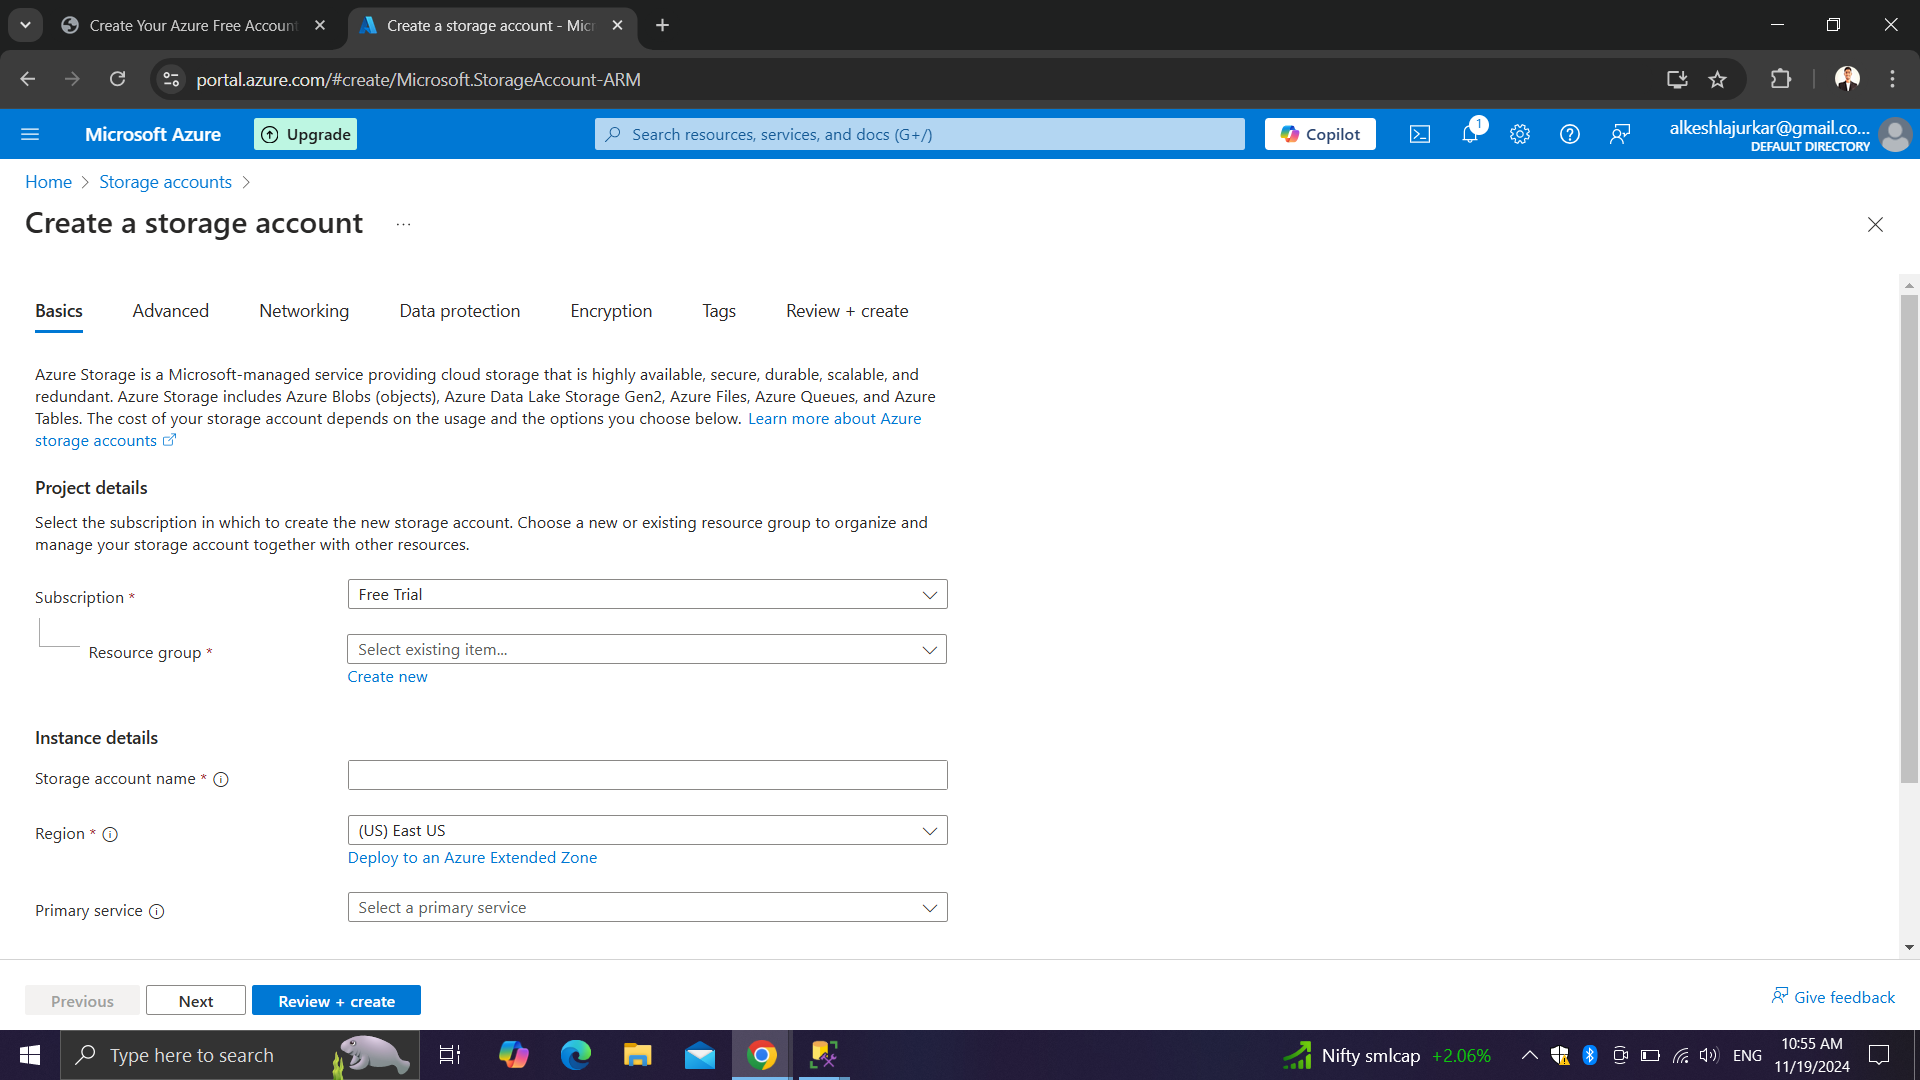 Create Your Azure Free Account
Create a storage account - Micr
portal.azure.com/#create/Microsoft.StorageAccount-ARM
Microsoft Azure
Upgrade
Search resources, services, and docs (G+/)
Copilot
1
alkeshlajurkar@gmail.co...
DEFAULT DIRECTORY
Home > Storage accounts >
Create a storage account
...
Basics
Advanced
Networking
Data protection
Encryption
Tags
Review + create
Azure Storage is a Microsoft-managed service providing cloud storage that is highly available, secure, durable, scalable, and
redundant. Azure Storage includes Azure Blobs (objects), Azure Data Lake Storage Gen2, Azure Files, Azure Queues, and Azure
Tables. The cost of your storage account depends on the usage and the options you choose below. Learn more about Azure
storage accounts
Project details
Select the subscription in which to create the new storage account. Choose a new or existing resource group to organize and
manage your storage account together with other resources.
Subscription *
Free Trial
Resource group *
Select existing item...
Create new
Instance details
Storage account name *
Region *
(US) East US
Deploy to an Azure Extended Zone
Primary service
Select a primary service
Previous
Next
Review + create
Give feedback
Type here to search
Nifty smlcap +2.06%
ENG
10:55 AM
11/19/2024